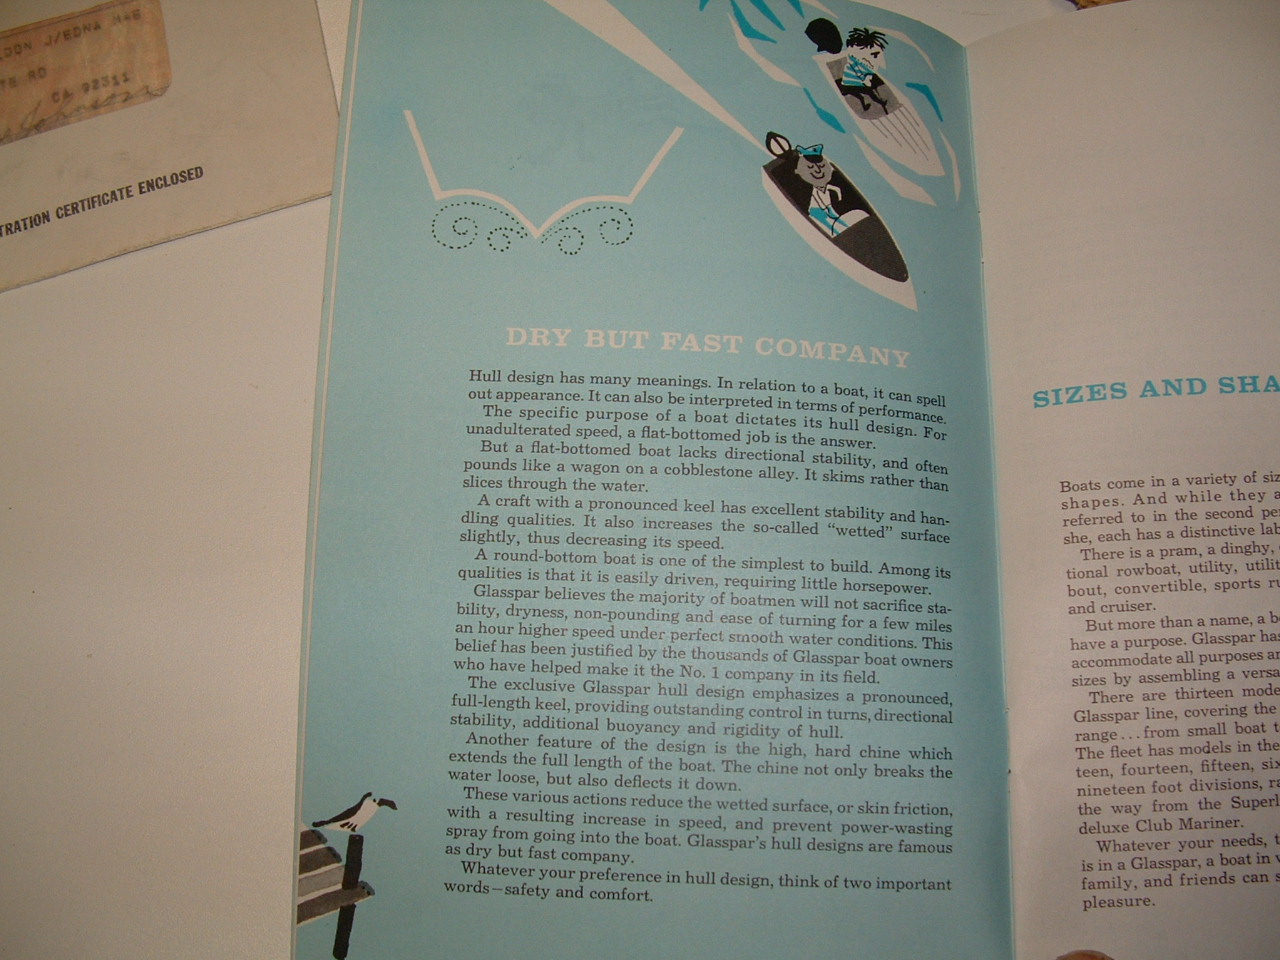 J/EDNA MAE
RD
CA 92311
TRATION CERTIFICATE ENCLOSED
DRY BUT FAST COMPANY
Hull design has many meanings. In relation to a boat, it can spell
out appearance. It can also be interpreted in terms of performance.
The specific purpose of a boat dictates its hull design. For
unadulterated speed, a flat-bottomed job is the answer.
But a flat-bottomed boat lacks directional stability, and often
pounds like a wagon on a cobblestone alley. It skims rather than
slices through the water.
A craft with a pronounced keel has excellent stability and han-
dling qualities. It also increases the so-called "wetted" surface
slightly, thus decreasing its speed.
A round-bottom boat is one of the simplest to build. Among its
qualities is that it is easily driven, requiring little horsepower.
Glasspar believes the majority of boatmen will not sacrifice sta-
bility, dryness, non-pounding and ease of turning for a few miles
an hour higher speed under perfect smooth water conditions. This
belief has been justified by the thousands of Glasspar boat owners
who have helped make it the No. 1 company in its field.
The exclusive Glasspar hull design emphasizes a pronounced,
full-length keel, providing outstanding control in turns, directional
stability, additional buoyancy and rigidity of hull.
Another feature of the design is the high, hard chine which
extends the full length of the boat. The chine not only breaks the
water loose, but also deflects it down.
These various actions reduce the wetted surface, or skin friction,
with a resulting increase in speed, and prevent power-wasting
spray from going into the boat. Glasspar's hull designs are famous
as dry but fast company.
Whatever your preference in hull design, think of two important
words—safety and comfort.
SIZES AND SHA
Boats come in a variety of siz
shapes. And while they a
referred to in the second pe
she, each has a distinctive lab
There is a pram, a dinghy,
tional rowboat, utility, utilit
bout, convertible, sports ru
and cruiser.
But more than a name, a b
have a purpose. Glasspar has
accommodate all purposes a
sizes by assembling a versa
There are thirteen mode
Glasspar line, covering the
range...from small boat t
The fleet has models in the
teen, fourteen, fifteen, six
nineteen foot divisions, ra
the way from the Superl
deluxe Club Mariner.
Whatever your needs, t
is in a Glasspar, a boat in
family, and friends can s
pleasure.